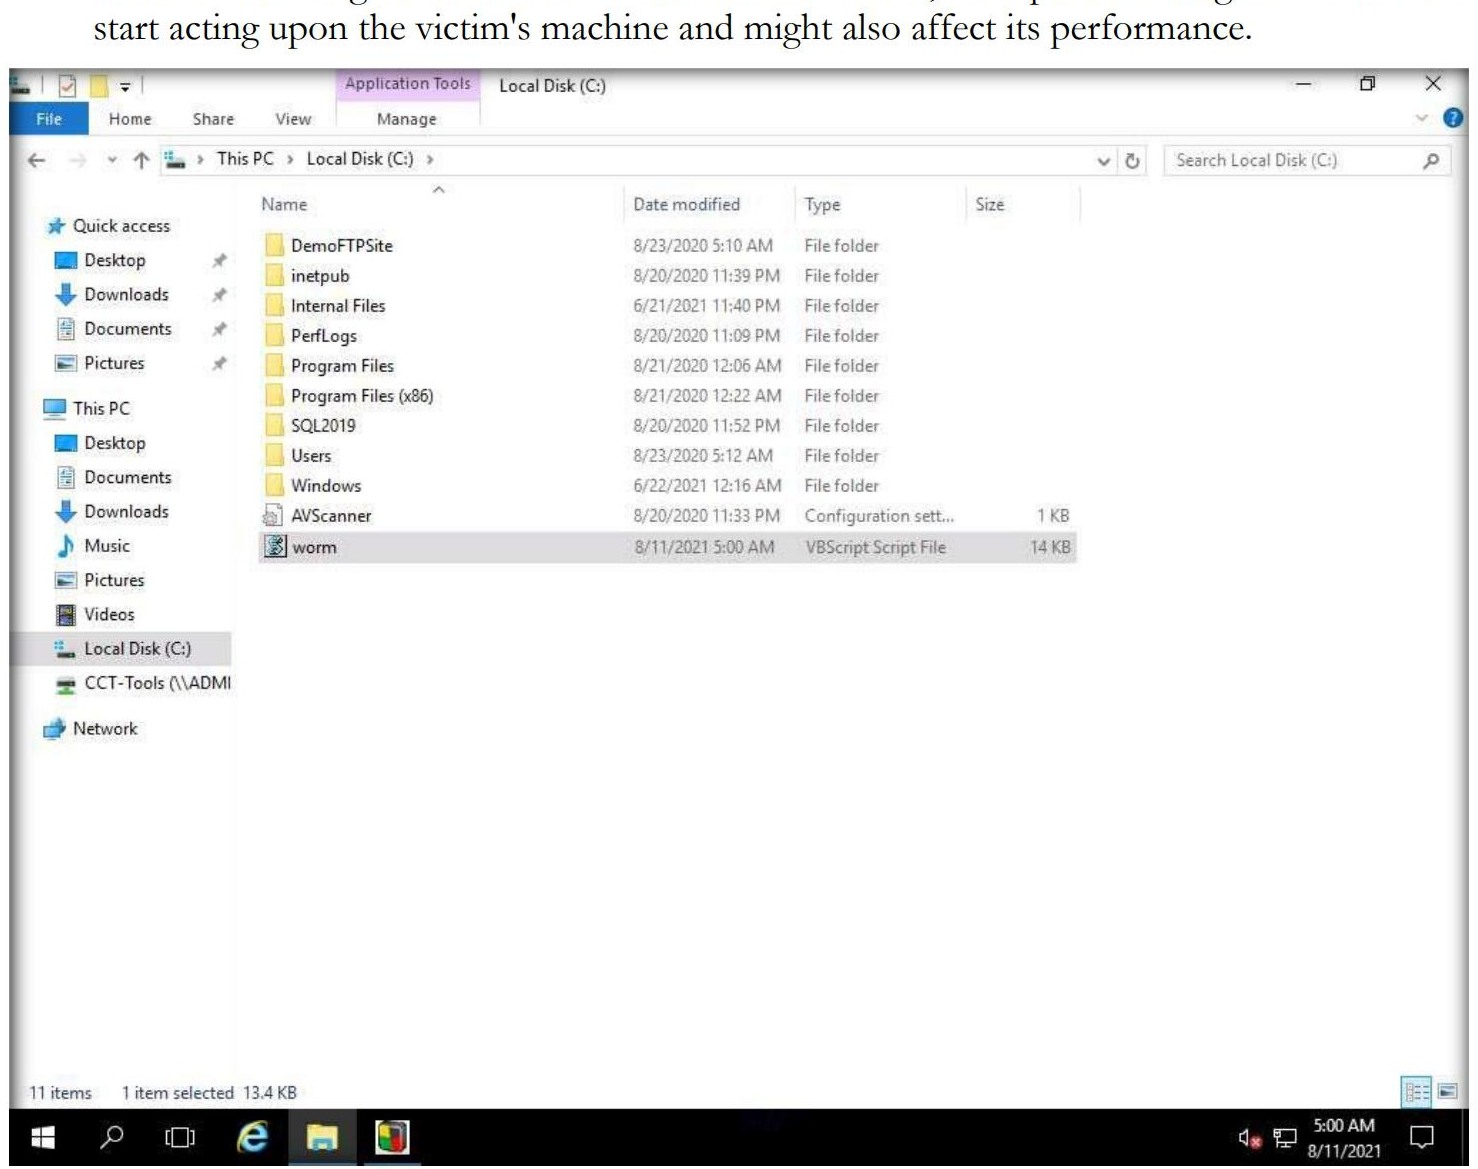 start acting upon the victim's machine and might also affect its performance.
Application Tools Local Disk (C:)
File Home Share View Manage
This PC Local Disk (C:) Search Local Disk (C:)
Name Date modified Type Size
Quick access
Desktop
Downloads
Documents
Pictures
This PC
Desktop
Documents
Downloads
Music
Pictures
Videos
Local Disk (C:)
CCT-Tools (\\ADMI
Network
DemoFTPSite 8/23/2020 5:10 AM File folder
inetpub 8/20/2020 11:39 PM File folder
Internal Files 6/21/2021 11:40 PM File folder
PerfLogs 8/20/2020 11:09 PM File folder
Program Files 8/21/2020 12:06 AM File folder
Program Files (x86) 8/21/2020 12:22 AM File folder
SQL2019 8/20/2020 11:52 PM File folder
Users 8/23/2020 5:12 AM File folder
Windows 6/22/2021 12:16 AM File folder
AVScanner 8/20/2020 11:33 PM Configuration sett... 1 KB
worm 8/11/2021 5:00 AM VBScript Script File 14 KB
11 items 1 item selected 13.4 KB
5:00 AM
8/11/2021